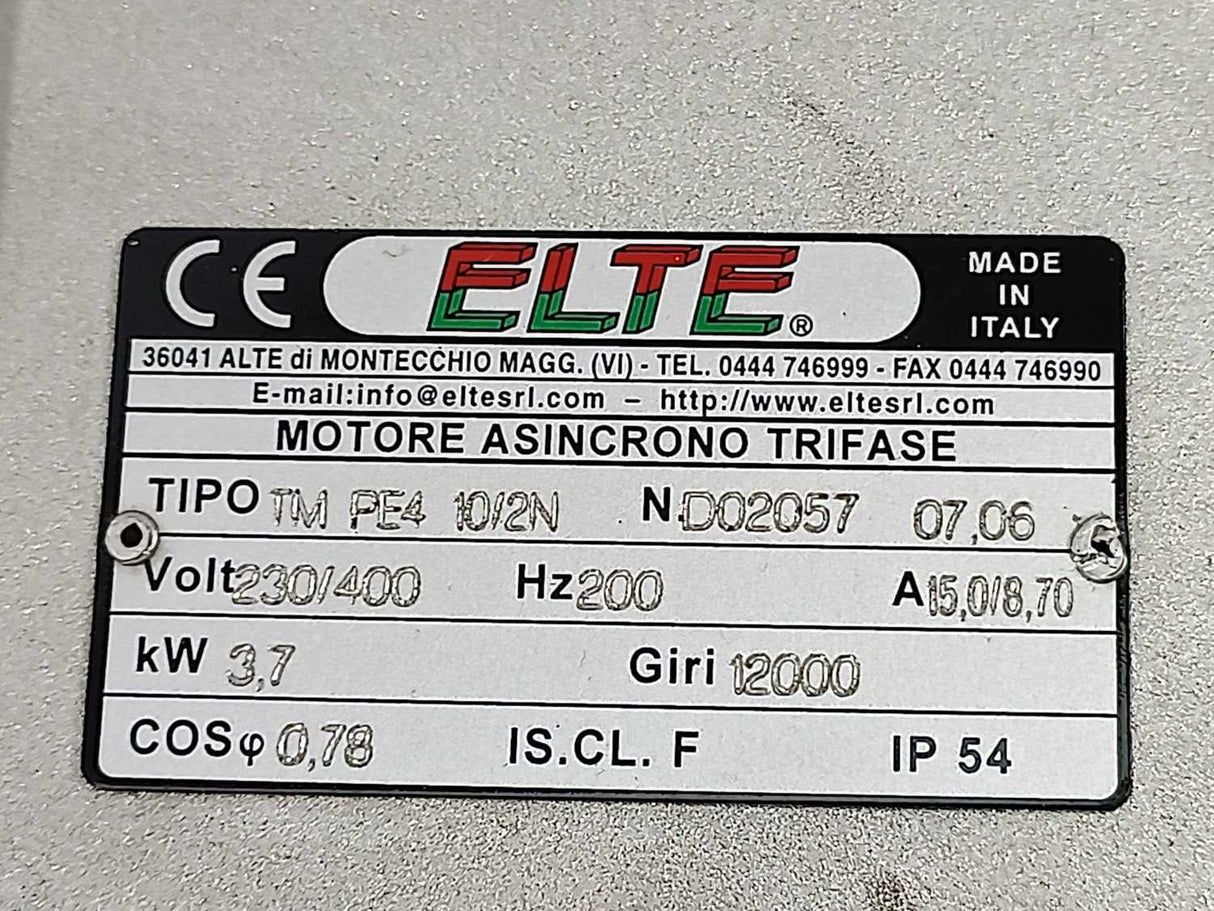 CE ELTE ® MADE IN ITALY
36041 ALTE di MONTECCHIO MAGG. (VI) - TEL. 0444 746999 - FAX 0444 746990
E-mail:info@eltesrl.com – http://www.eltesrl.com
MOTORE ASINCRONO TRIFASE
TIPO TM PE4 10/2N N.D02057 07,06
Volt 230/400 Hz 200 A 15,0/8,70
kW 3,7 Giri 12000
COSφ 0,78 IS.CL. F IP 54